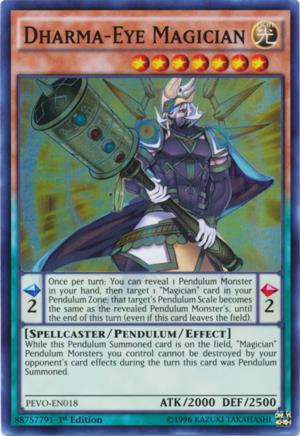 DHARMA-EYE MAGICIAN
光
Once per turn: You can reveal 1 Pendulum Monster
in your hand, then target 1 "Magician" card in
your Pendulum Zone; that target's Pendulum Scale becomes
the same as the revealed Pendulum Monster's, until
the end of this turn (even if this card leaves the field).
2
2
[SPELLCASTER/PENDULUM/EFFECT]
While this Pendulum Summoned card is on the field, "Magician"
Pendulum Monsters you control cannot be destroyed by
your opponent's card effects during the turn this card was Pendulum
Summoned.
PEVO-EN018
ATK/2000 DEF/2500
88757791 1st Edition
©1996 KAZUKI TAKAHASHI